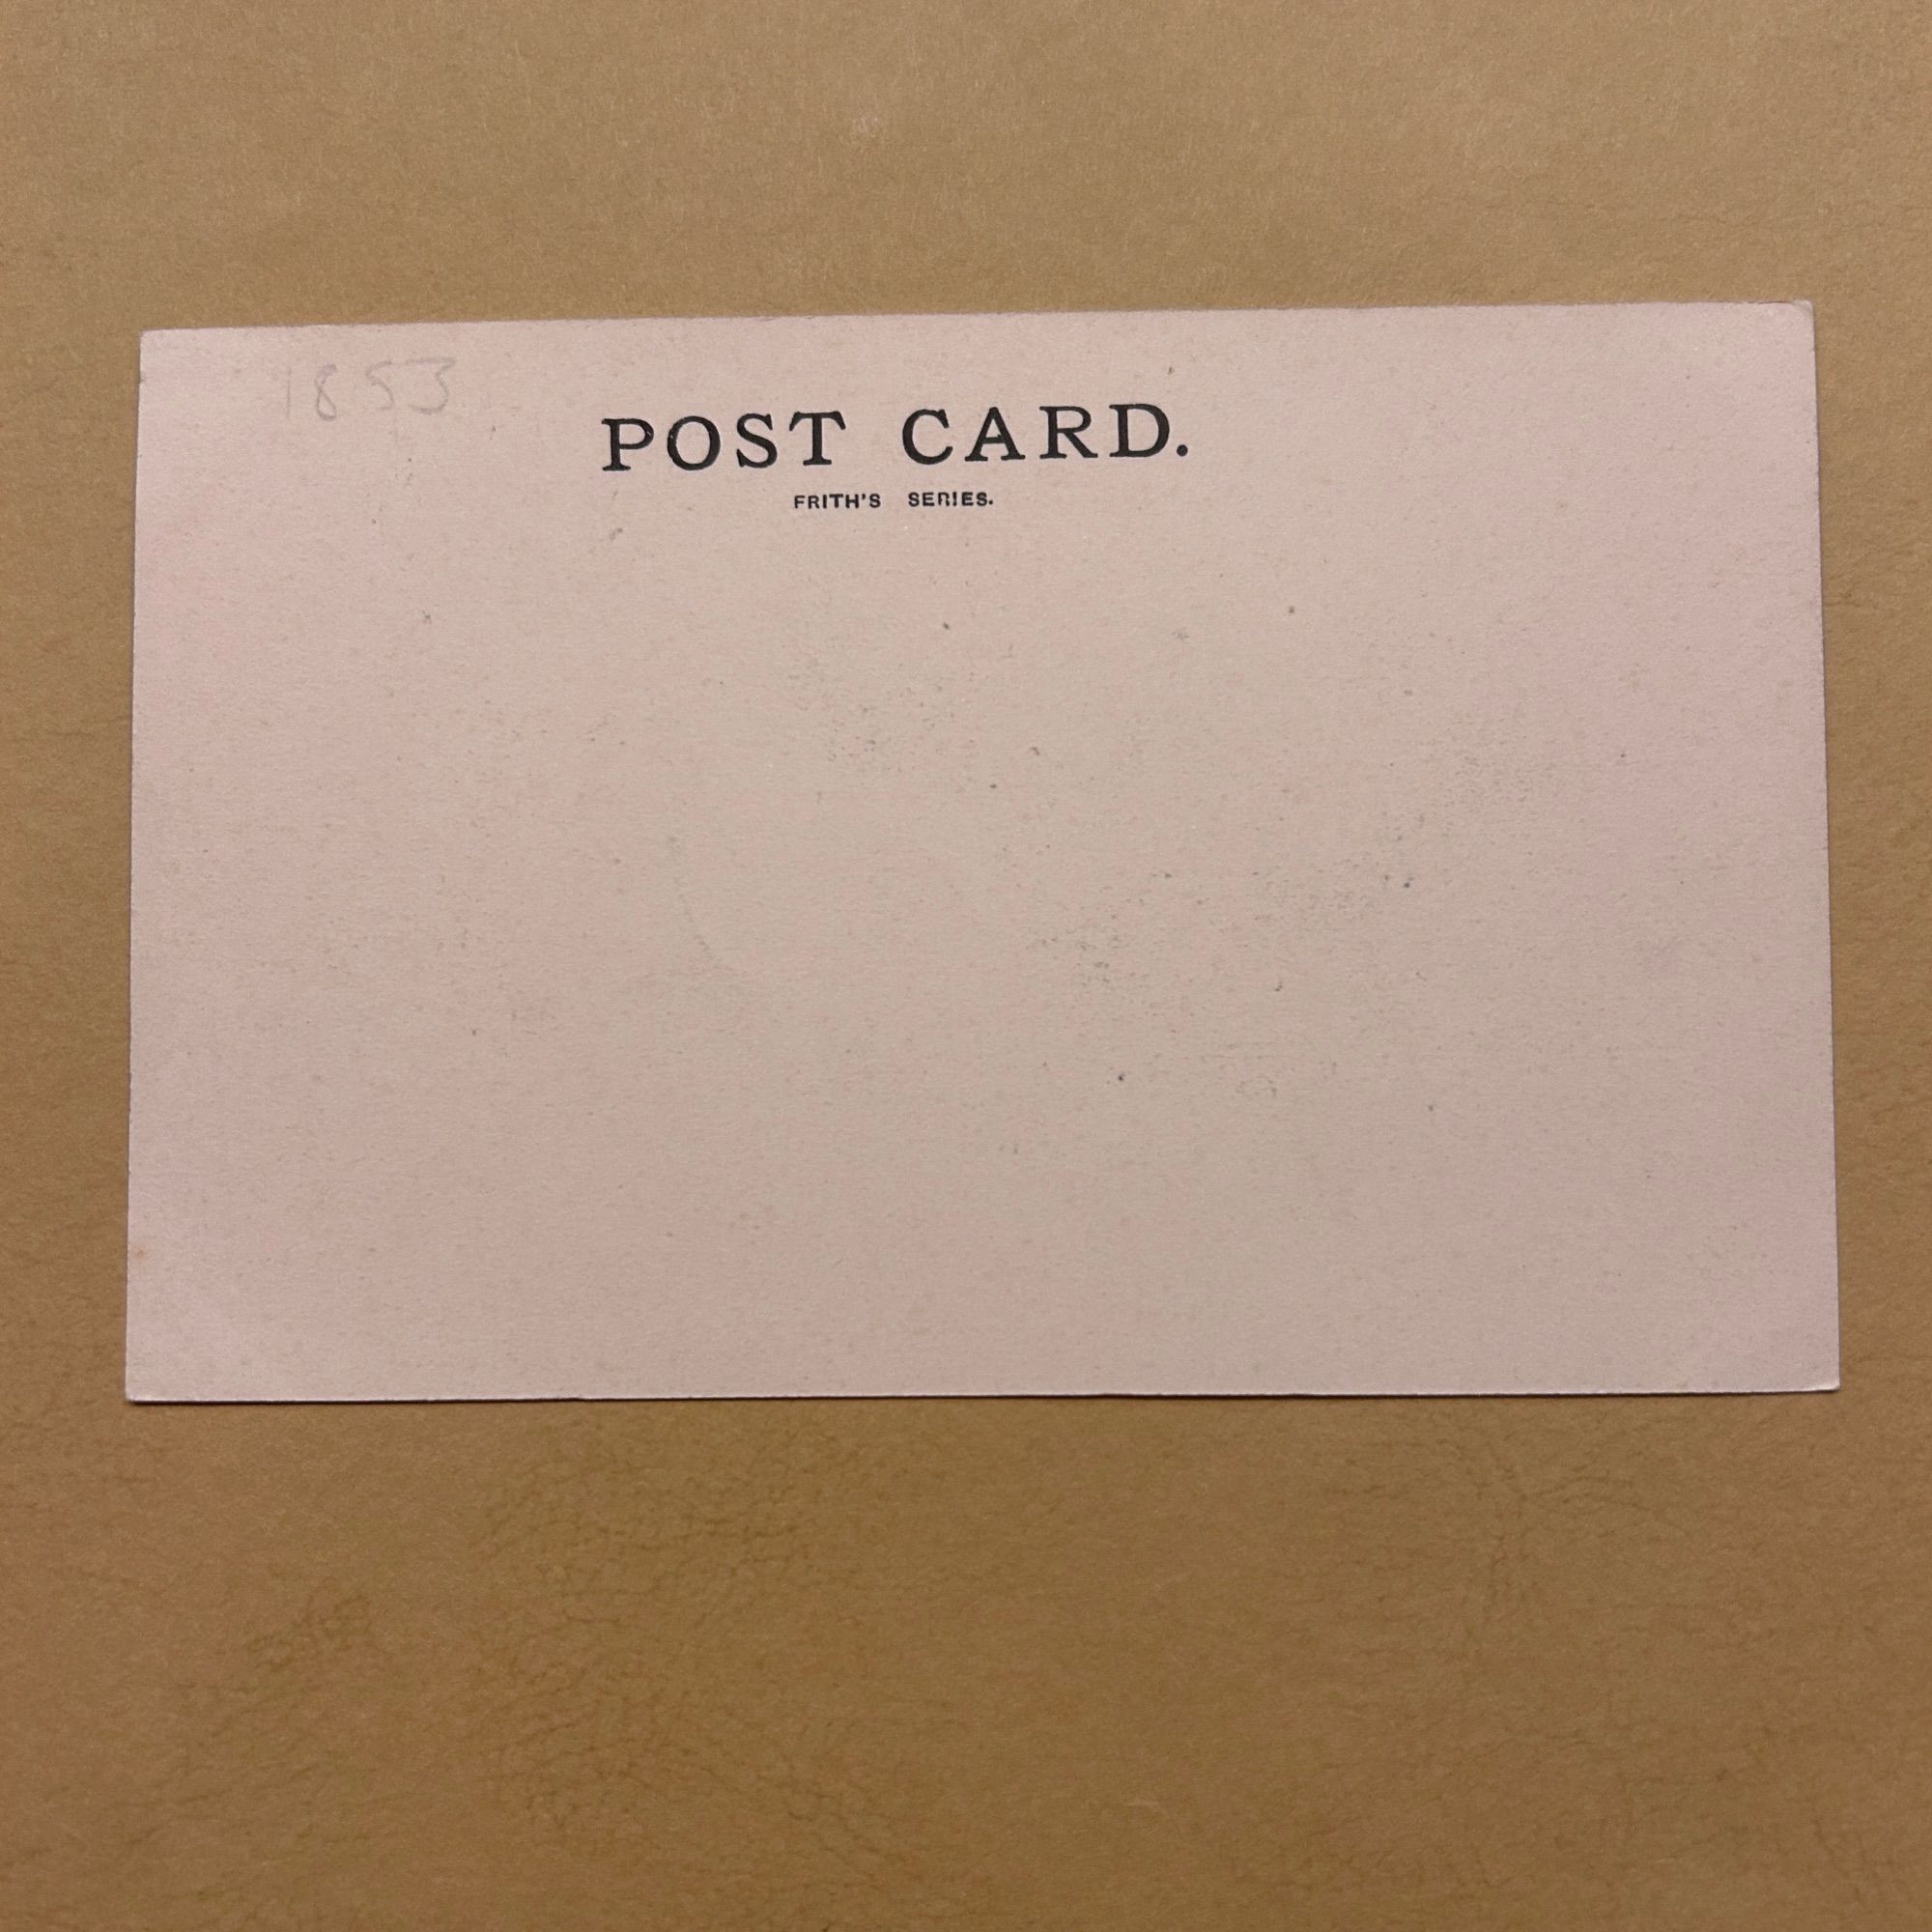 1853
POST CARD.
FRITH'S SERIES.